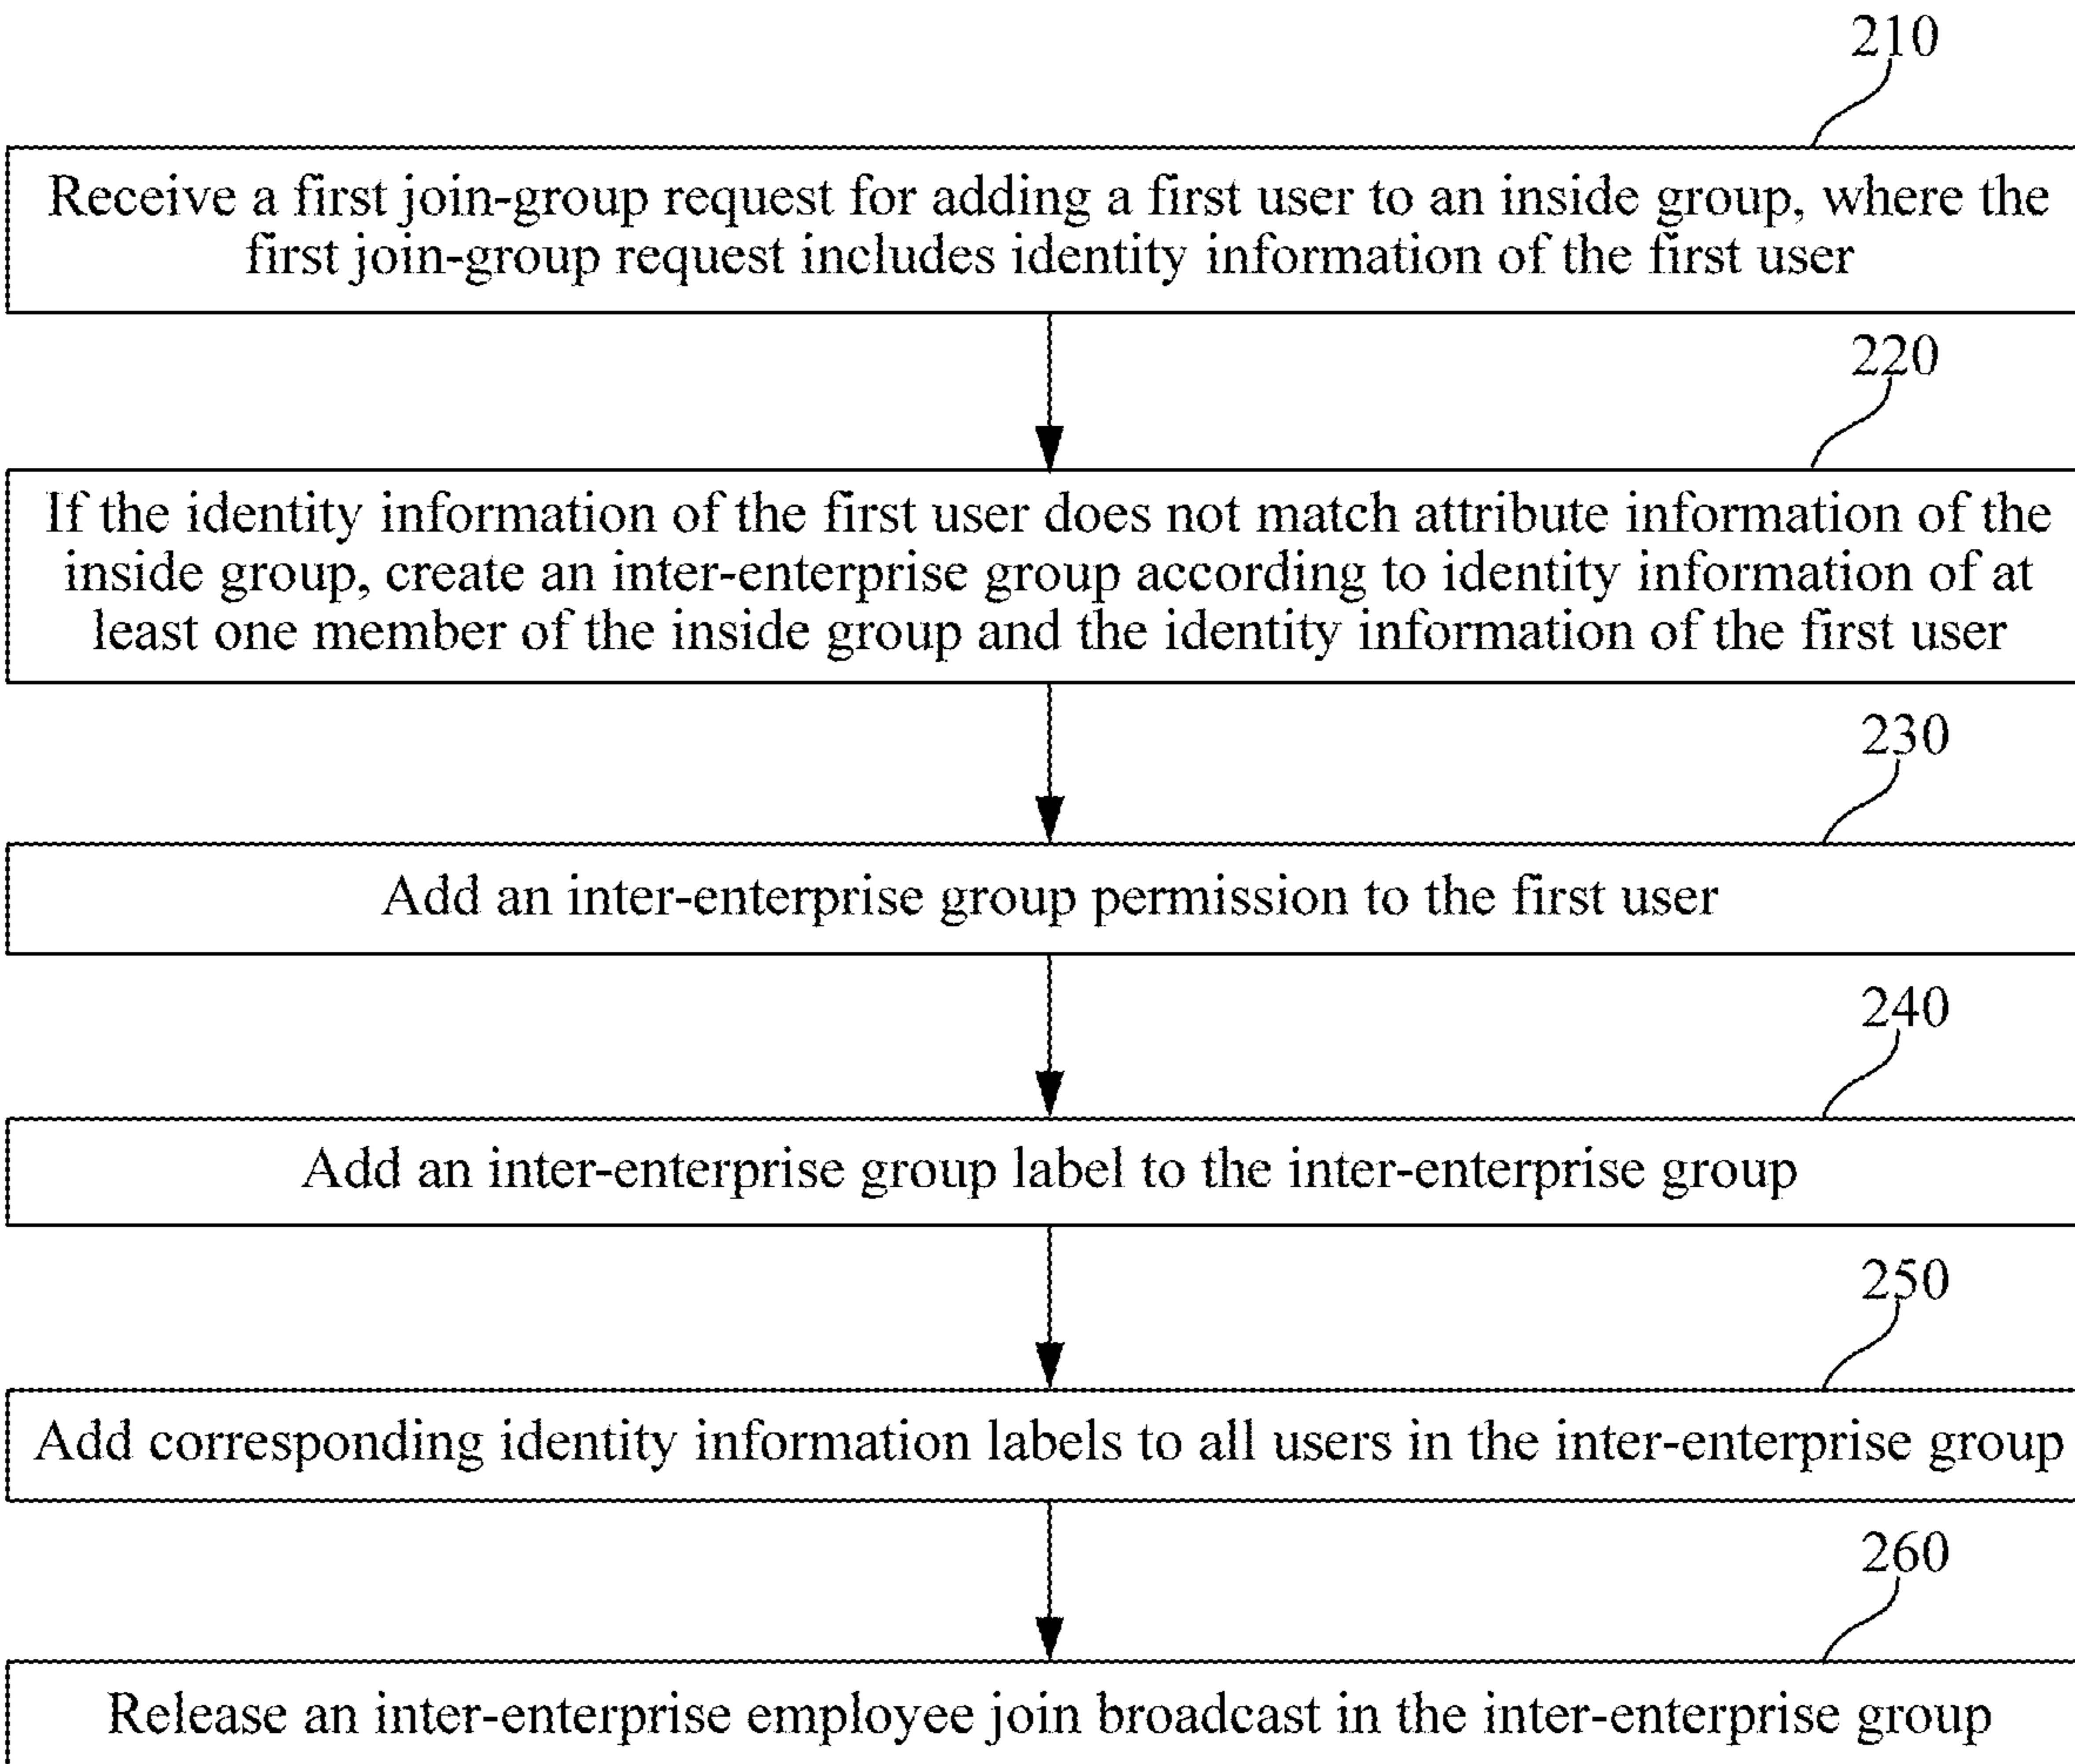 210
Receive a first join-group request for adding a first user to an inside group, where the
first join-group request includes identity information of the first user
220
If the identity information of the first user does not match attribute information of the
inside group, create an inter-enterprise group according to identity information of at
least one member of the inside group and the identity information of the first user
230
Add an inter-enterprise group permission to the first user
240
Add an inter-enterprise group label to the inter-enterprise group
250
Add corresponding identity information labels to all users in the inter-enterprise group
260
Release an inter-enterprise employee join broadcast in the inter-enterprise group